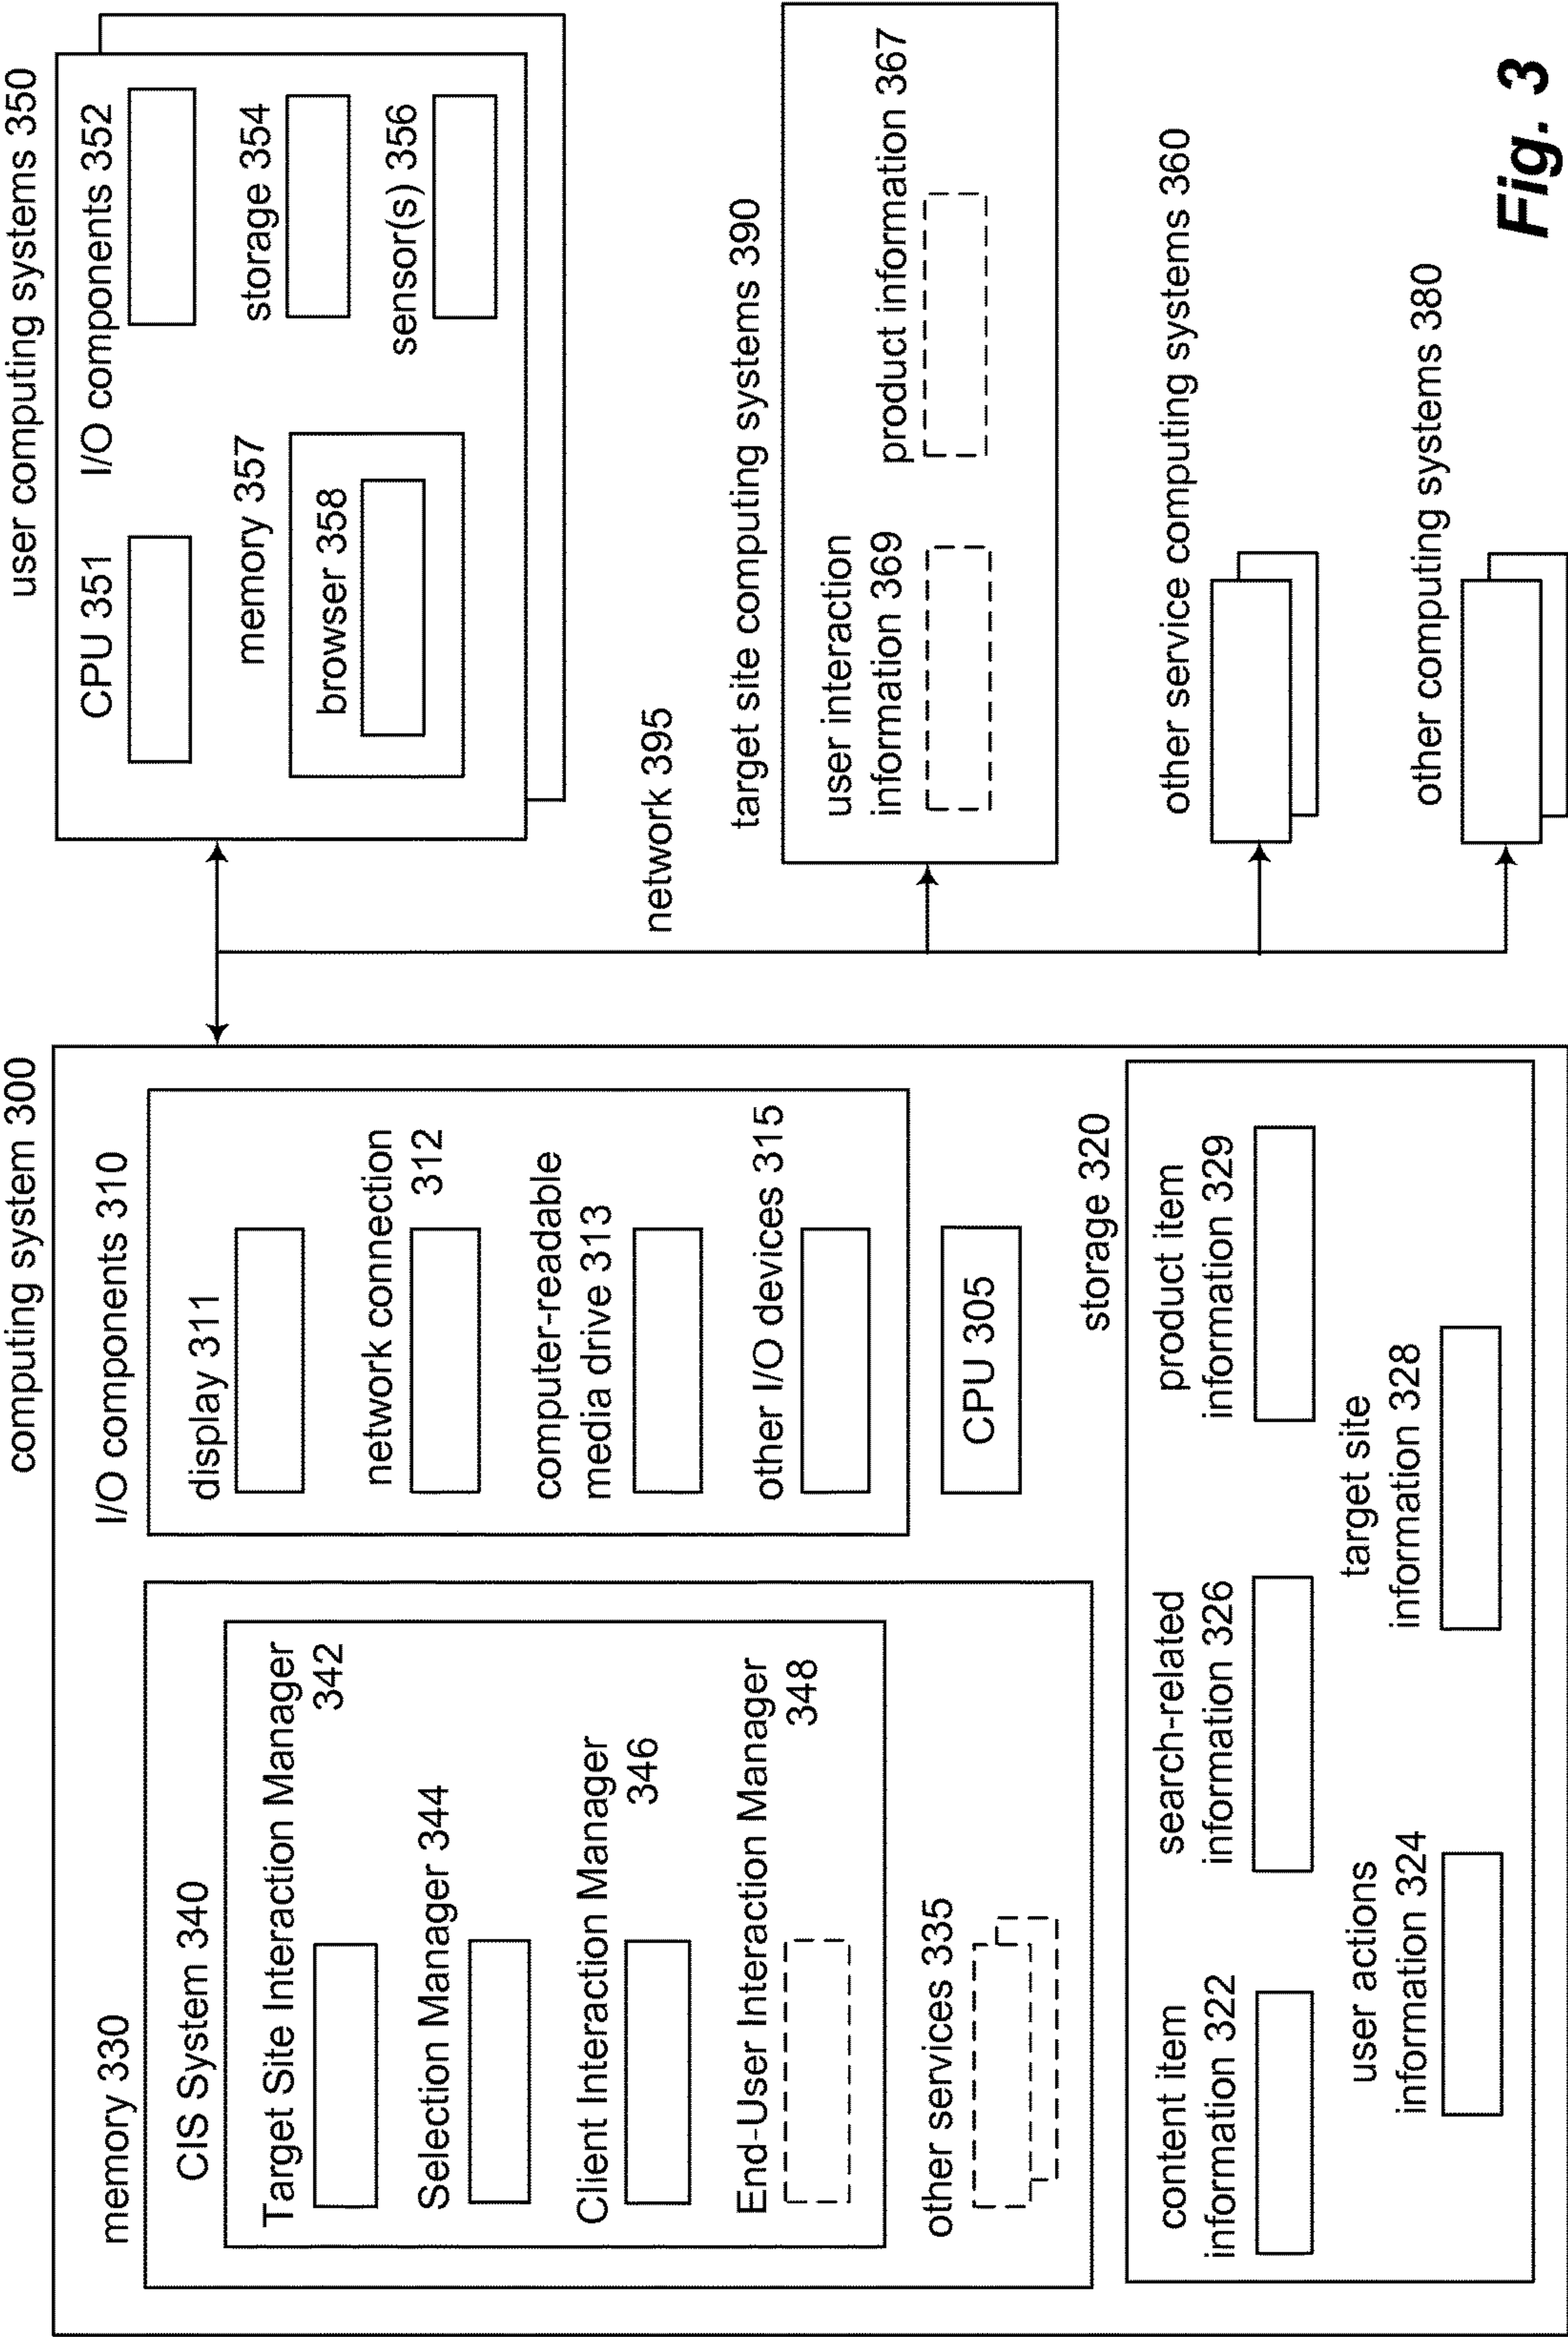 computing system 300
memory 330
CIS System 340
Target Site Interaction Manager
342
Selection Manager 344
Client Interaction Manager
346
End-User Interaction Manager
348
other services 335
I/O components 310
display 311
network connection
312
computer-readable
media drive 313
other I/O devices 315
CPU 305
storage 320
content item
information 322
search-related
information 326
product item
information 329
user actions
information 324
target site
information 328
user computing systems 350
CPU 351
I/O components 352
memory 357
browser 358
storage 354
sensor(s) 356
network 395
target site computing systems 390
user interaction
information 369
product information 367
other service computing systems 360
other computing systems 380
Fig. 3